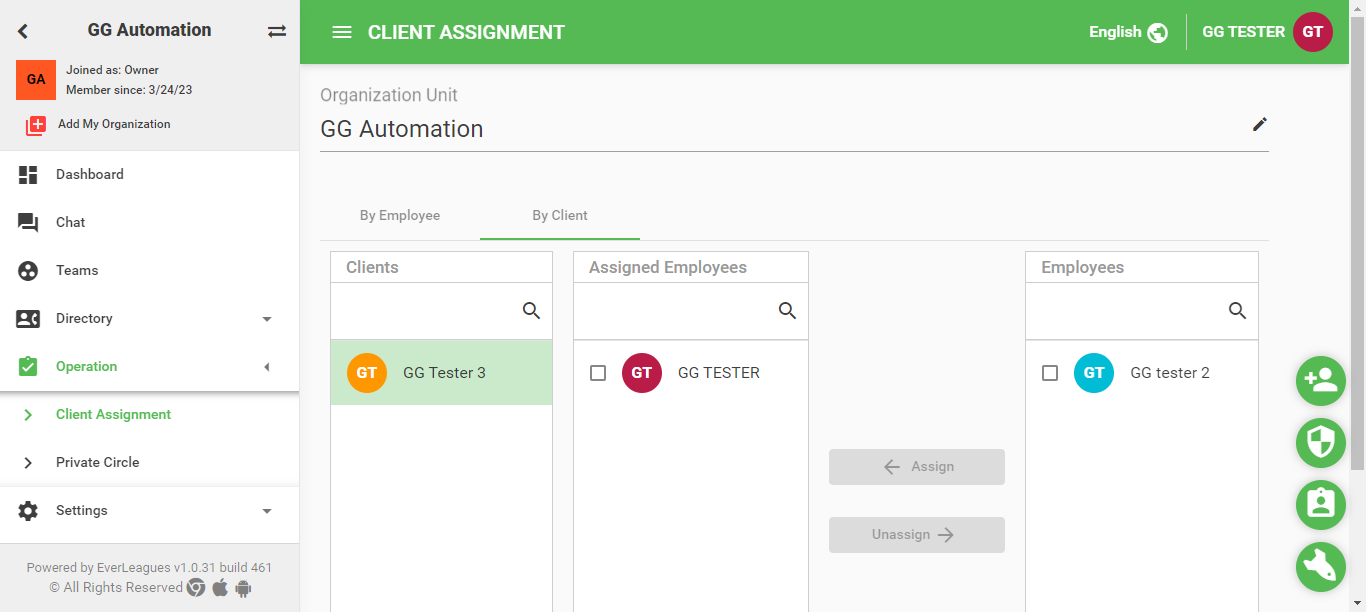 GG Automation
GA
Joined as: Owner
Member since: 3/24/23
Add My Organization
Dashboard
Chat
Teams
Directory
Operation
Client Assignment
Private Circle
Settings
Powered by EverLeagues v1.0.31 build 461
© All Rights Reserved
CLIENT ASSIGNMENT
English
GG TESTER
GT
Organization Unit
GG Automation
By Employee
By Client
Clients
GT
GG Tester 3
Assigned Employees
GT
GG TESTER
Assign
Unassign
Employees
GT
GG tester 2